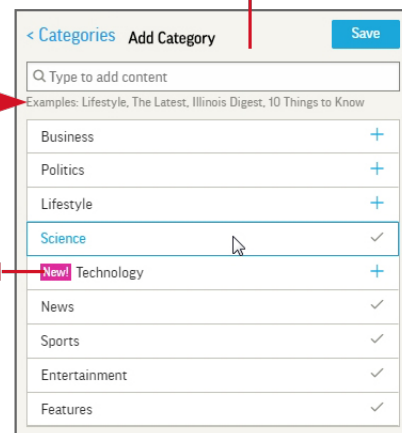 < Categories Add Category Save
Type to add content
Examples: Lifestyle, The Latest, Illinois Digest, 10 Things to Know
Business
Politics
Lifestyle
Science
New! Technology
News
Sports
Entertainment
Features